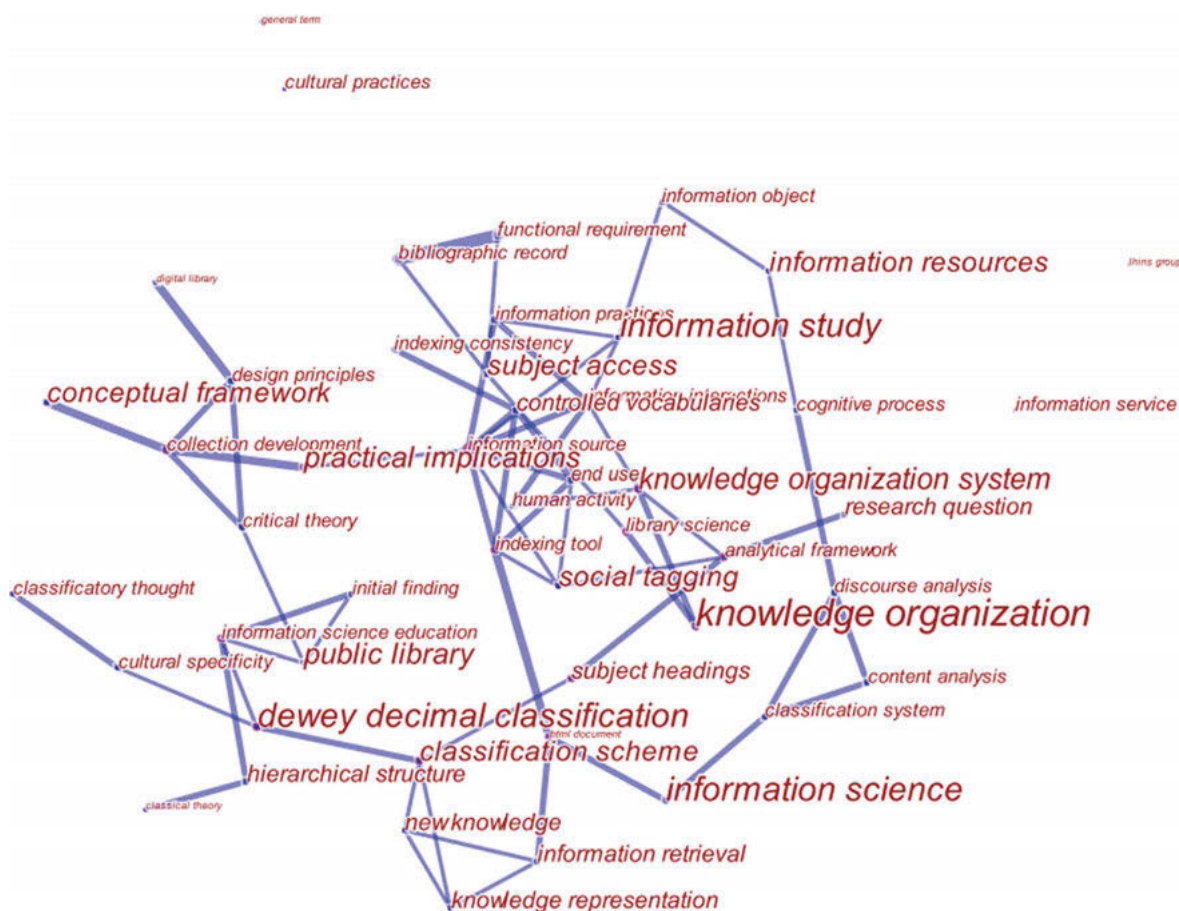 general term
cultural practices
information object
functional requirement
bibliographic record
information resources
digital library
information practices
information study
indexing consistency
subject access
design principles
conceptual framework
information interactions
controlled vocabularies
cognitive process
information service
collection development
information source
practical implications
end use
knowledge organization system
human activity
research question
critical theory
library science
indexing tool
analytical framework
social tagging
classificatory thought
initial finding
discourse analysis
knowledge organization
information science education
public library
cultural specificity
subject headings
content analysis
dewey decimal classification
classification system
html document
classification scheme
hierarchical structure
information science
classical theory
new knowledge
information retrieval
knowledge representation